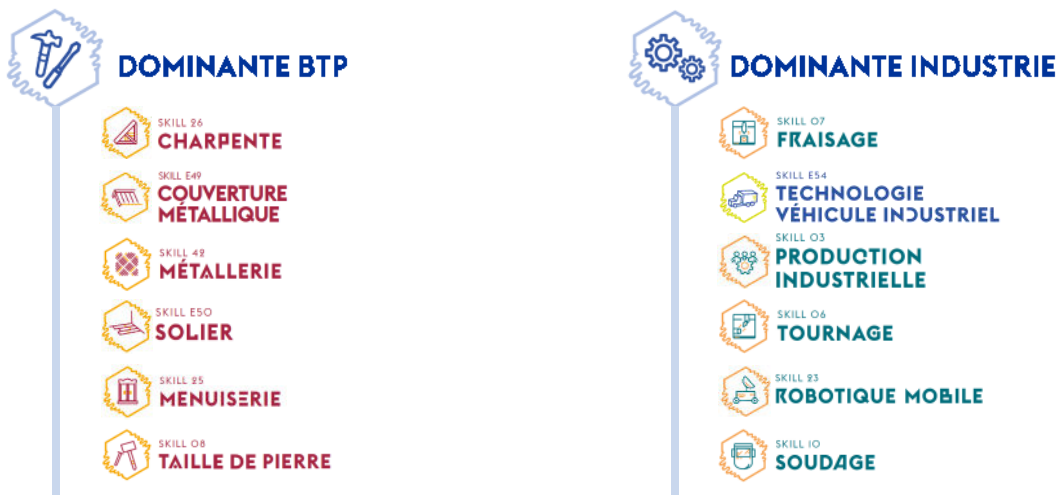 DOMINANTE BTP
SKILL 26
CHARPENTE
SKILL E49
COUVERTURE
MÉTALLIQUE
SKILL 42
MÉTALLERIE
SKILL E50
SOLIER
SKILL 25
MENUISERIE
SKILL 08
TAILLE DE PIERRE
DOMINANTE INDUSTRIE
SKILL 07
FRAISAGE
SKILL E54
TECHNOLOGIE
VÉHICULE INDUSTRIEL
SKILL 03
PRODUCTION
INDUSTRIELLE
SKILL 06
TOURNAGE
SKILL 23
ROBOTIQUE MOBILE
SKILL 10
SOUDAGE